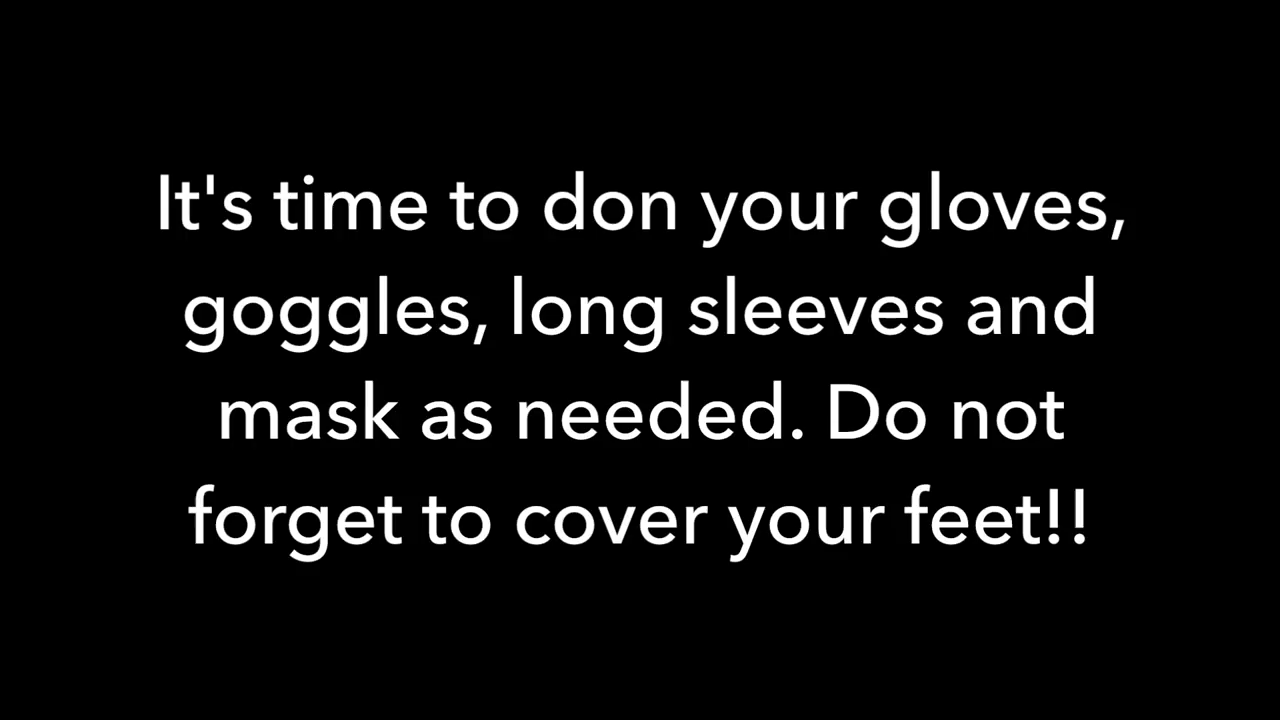 It's time to don your gloves,
goggles, long sleeves and
mask as needed. Do not
forget to cover your feet!!